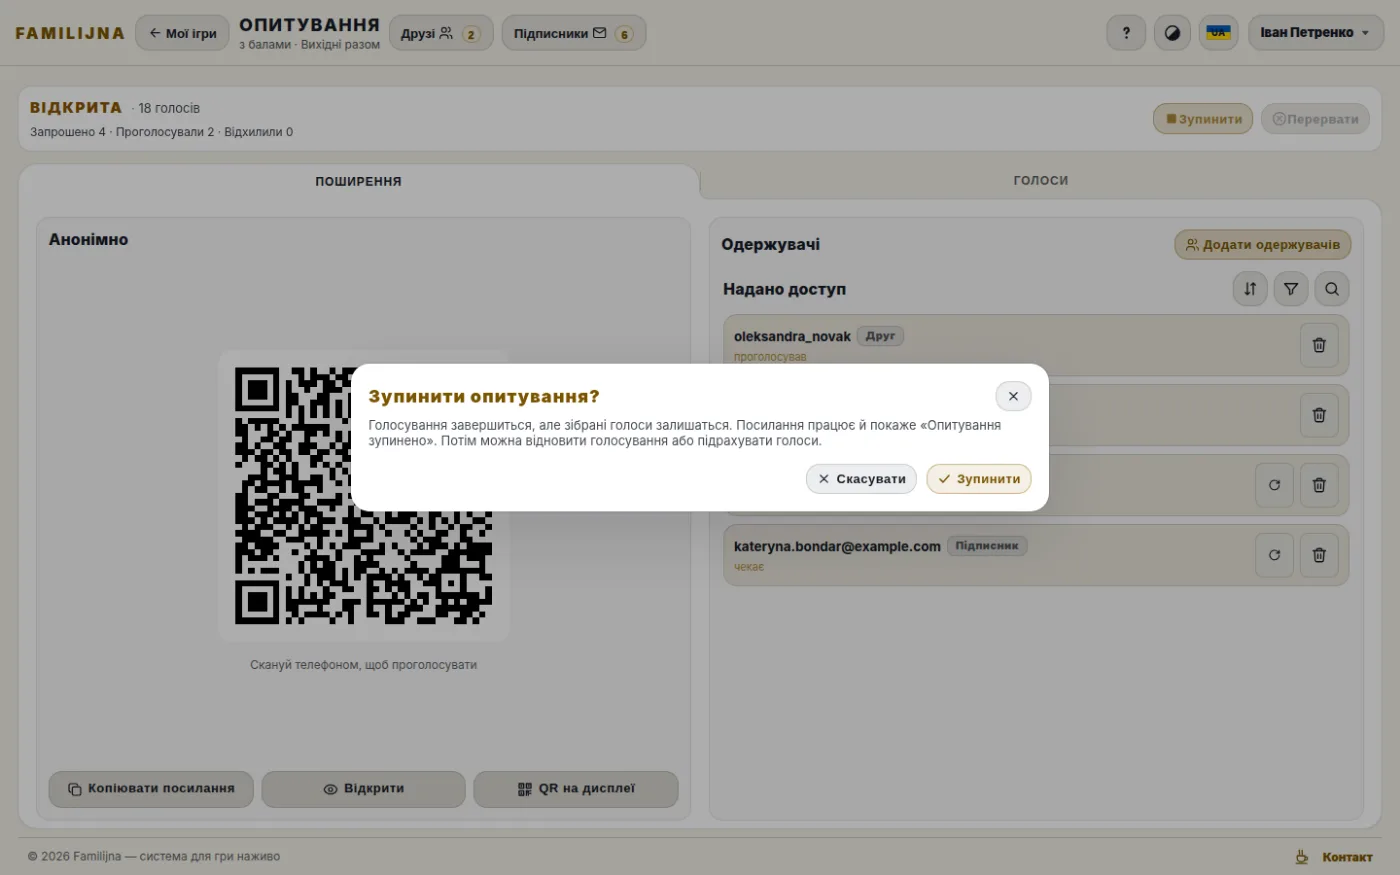 FAMILIJNA
Мої ігри
ОПИТУВАННЯ
з балами · Вихідні разом
Друзі 2
Підписники 6
?
UA
Іван Петренко
ВІДКРИТА · 18 голосів
Запрошено 4 · Проголосували 2 · Відхилили 0
Зупинити
Перервати
ПОШИРЕННЯ
ГОЛОСИ
Анонімно
Одержувачі
Додати одержувачів
Надано доступ
oleksandra_novak Друг
проголосував
Зупинити опитування?
Голосування завершиться, але зібрані голоси залишаться. Посилання працює й покаже «Опитування
зупинено». Потім можна відновити голосування або підрахувати голоси.
Скасувати
Зупинити
kateryna.bondar@example.com Підписник
чекає
Скануй телефоном, щоб проголосувати
Копіювати посилання
Відкрити
QR на дисплеї
© 2026 Familijna — система для гри наживо
Контакт